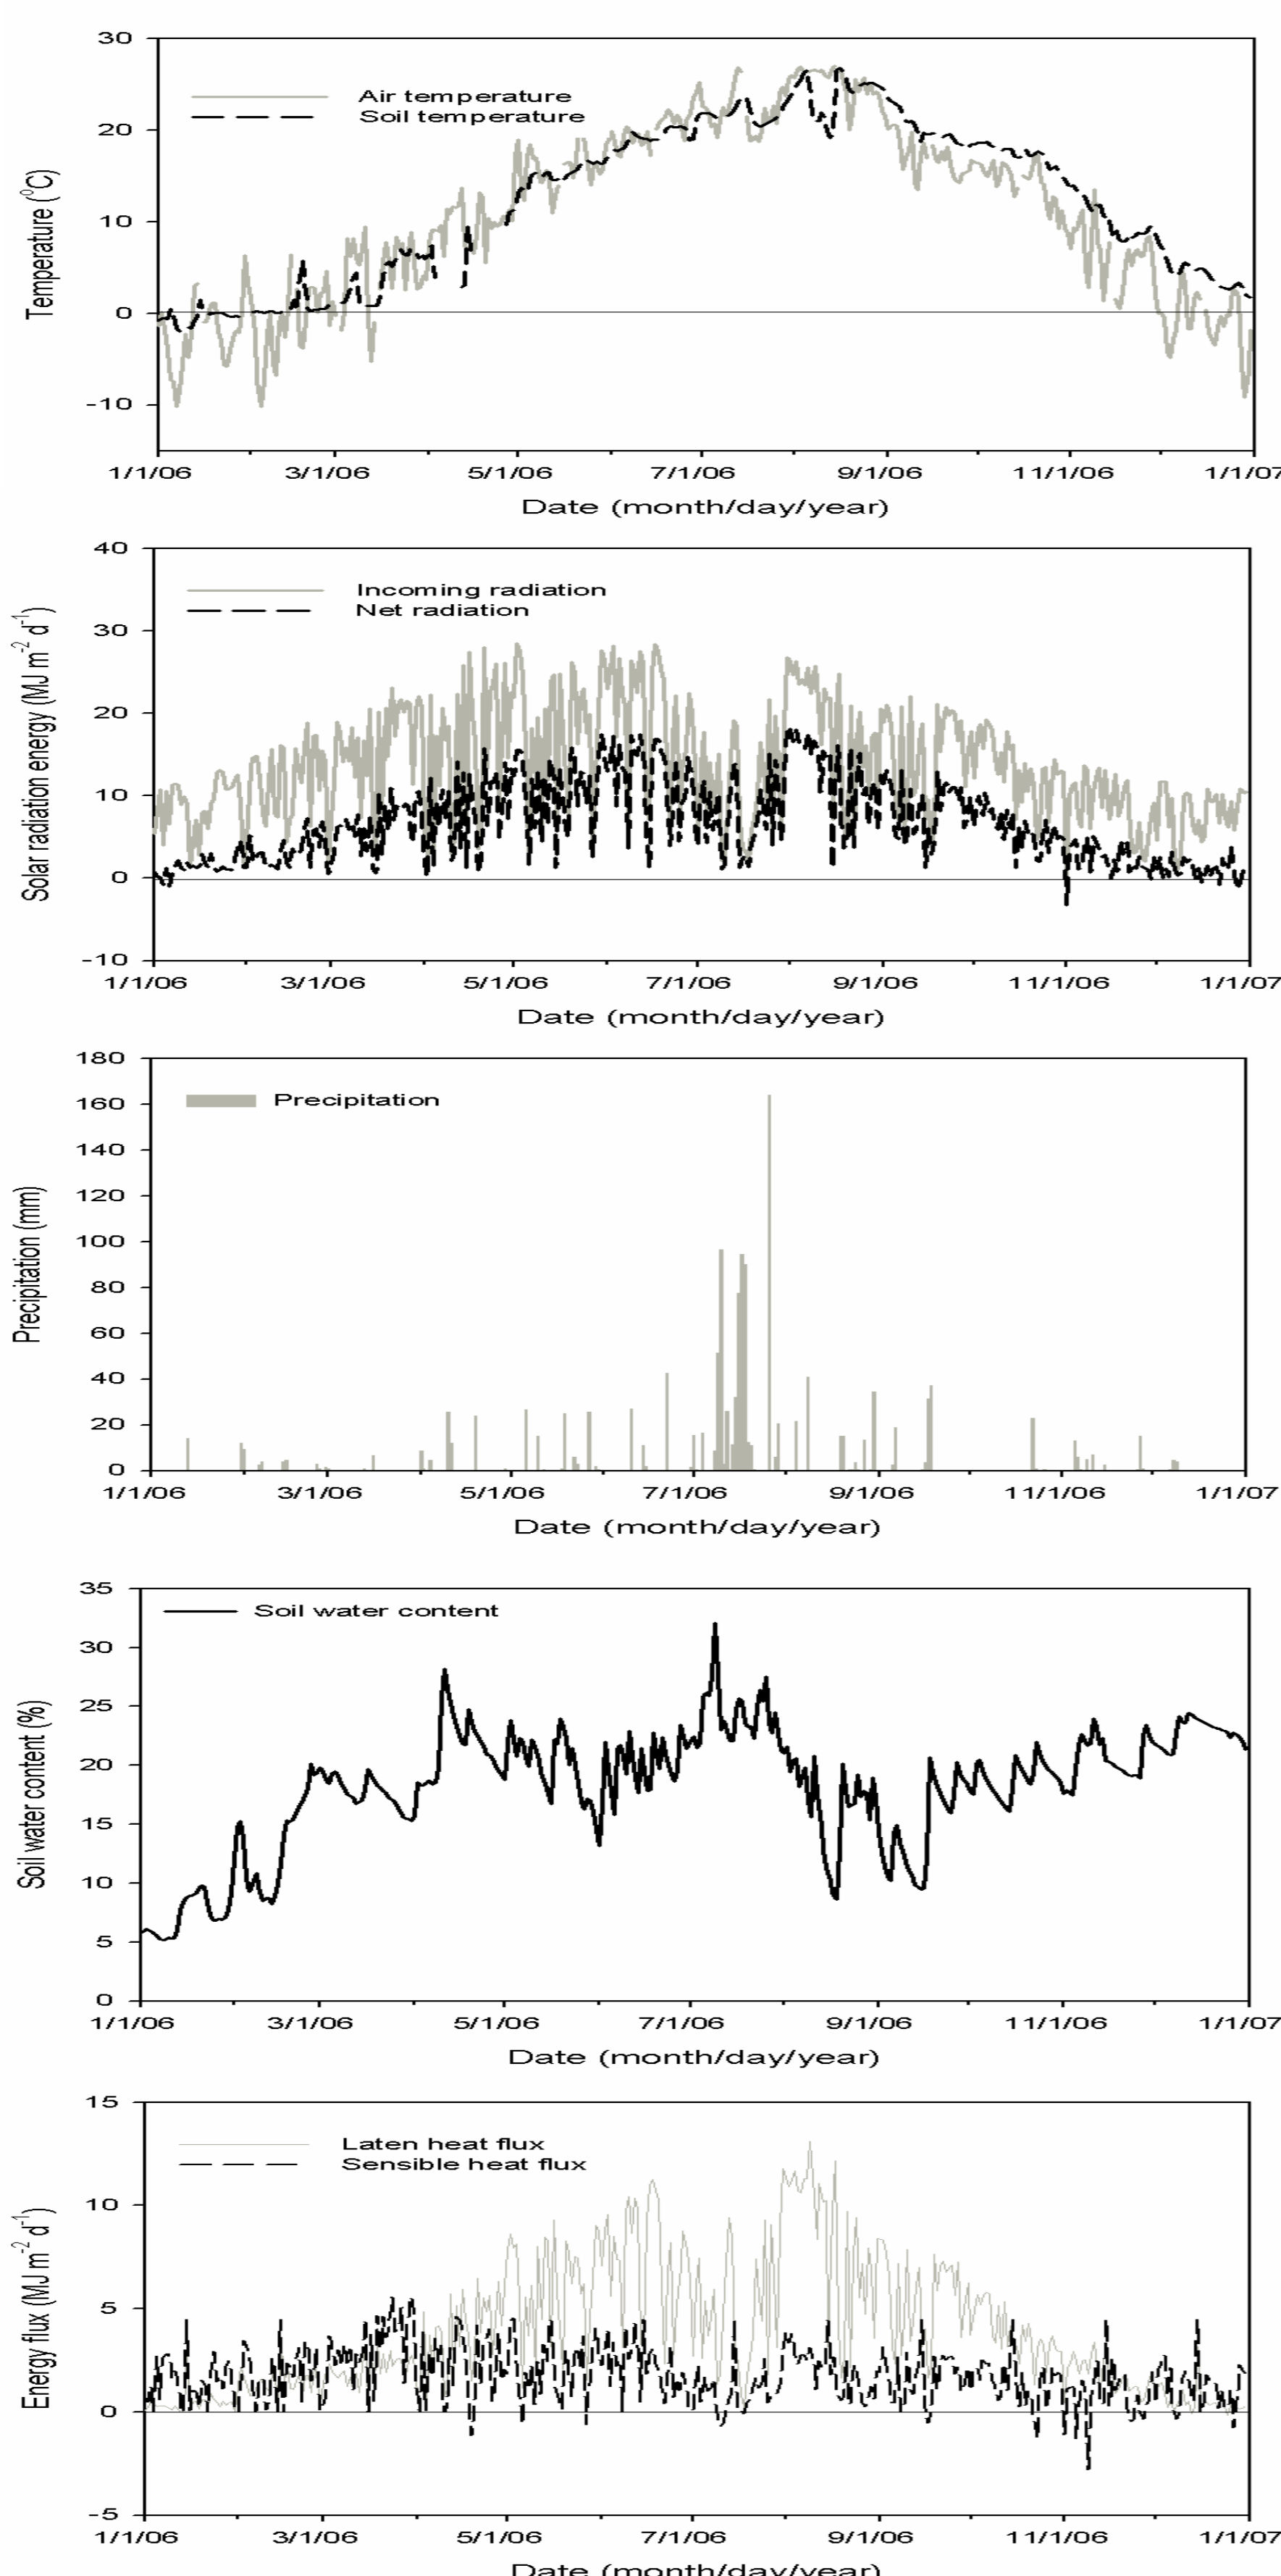 30
Air temperature
Soil temperature
20
10
0
-10
Temperature (⁰C)
1/1/06 3/1/06 5/1/06 7/1/06 9/1/06 11/1/06 1/1/07
Date (month/day/year)
40
Incoming radiation
Net radiation
30
20
10
0
-10
Solar radiation energy (MJ m⁻² d⁻¹)
1/1/06 3/1/06 5/1/06 7/1/06 9/1/06 11/1/06 1/1/07
Date (month/day/year)
180
160
Precipitation
140
120
100
80
60
40
20
0
Precipitation (mm)
1/1/06 3/1/06 5/1/06 7/1/06 9/1/06 11/1/06 1/1/07
Date (month/day/year)
35
Soil water content
30
25
20
15
10
5
0
Soil water content (%)
1/1/06 3/1/06 5/1/06 7/1/06 9/1/06 11/1/06 1/1/07
Date (month/day/year)
15
Laten heat flux
Sensible heat flux
10
5
0
-5
Energy flux (MJ m⁻² d⁻¹)
1/1/06 3/1/06 5/1/06 7/1/06 9/1/06 11/1/06 1/1/07
Date (month/day/year)